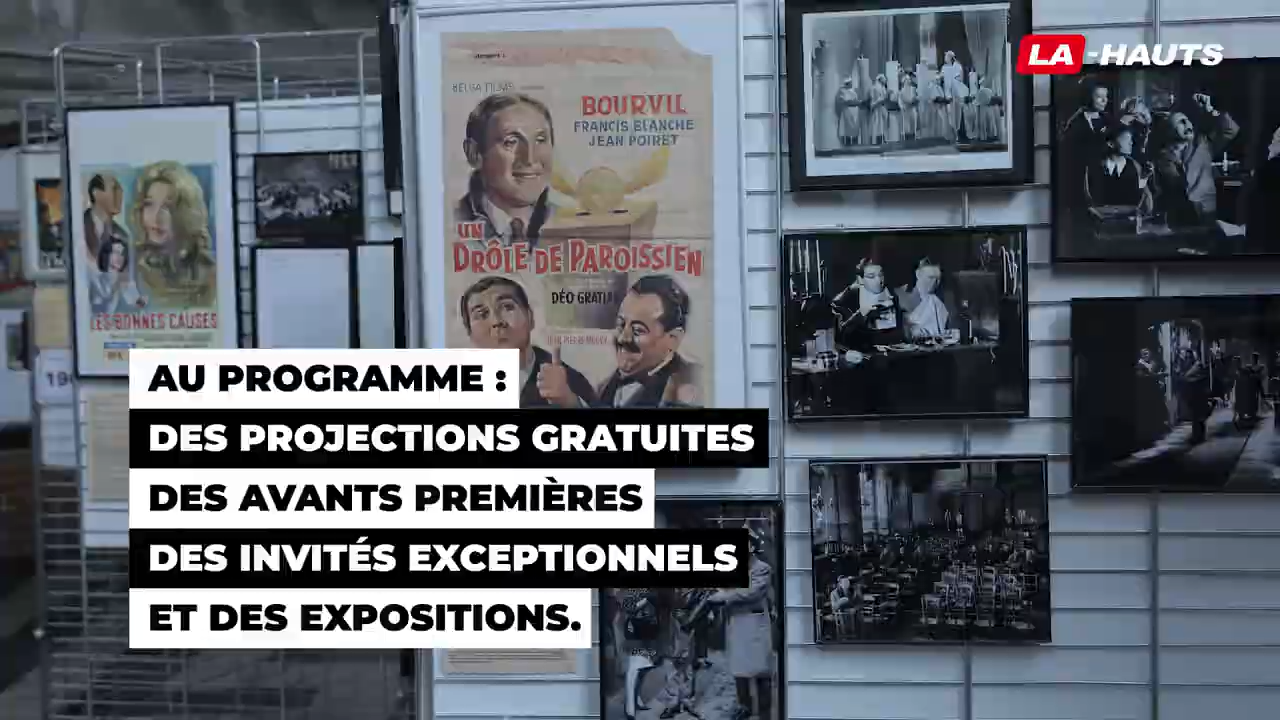 LA-HAUTS
BELGA FILMS
BOURVIL
FRANCIS BLANCHE
JEAN POIRET
UN
DRÔLE DE PAROISSIEN
DÉO GRATIA
LES BONNES CAUSES
AU PROGRAMME :
DES PROJECTIONS GRATUITES
DES AVANTS PREMIÈRES
DES INVITÉS EXCEPTIONNELS
ET DES EXPOSITIONS.